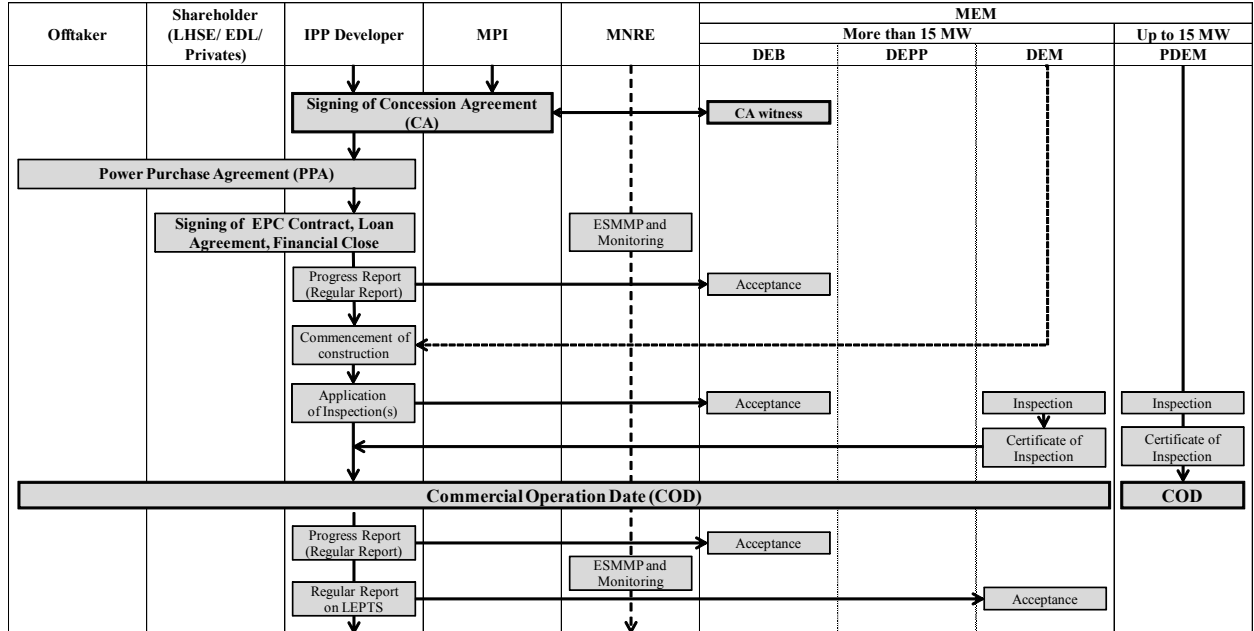 MEM
Shareholder
(LHSE/ EDL/
Privates)
Offtaker
IPP Developer
MPI
MNRE
More than 15 MW
Up to 15 MW
DEB
DEPP
DEM
PDEM
Signing of Concession Agreement
(CA)
CA witness
Power Purchase Agreement (PPA)
Signing of EPC Contract, Loan
Agreement, Financial Close
ESMMP and
Monitoring
Progress Report
(Regular Report)
Acceptance
Commencement of
construction
Application
of Inspection(s)
Acceptance
Inspection
Inspection
Certificate of
Inspection
Certificate of
Inspection
Commercial Operation Date (COD)
COD
Progress Report
(Regular Report)
Acceptance
ESMMP and
Monitoring
Regular Report
on LEPTS
Acceptance